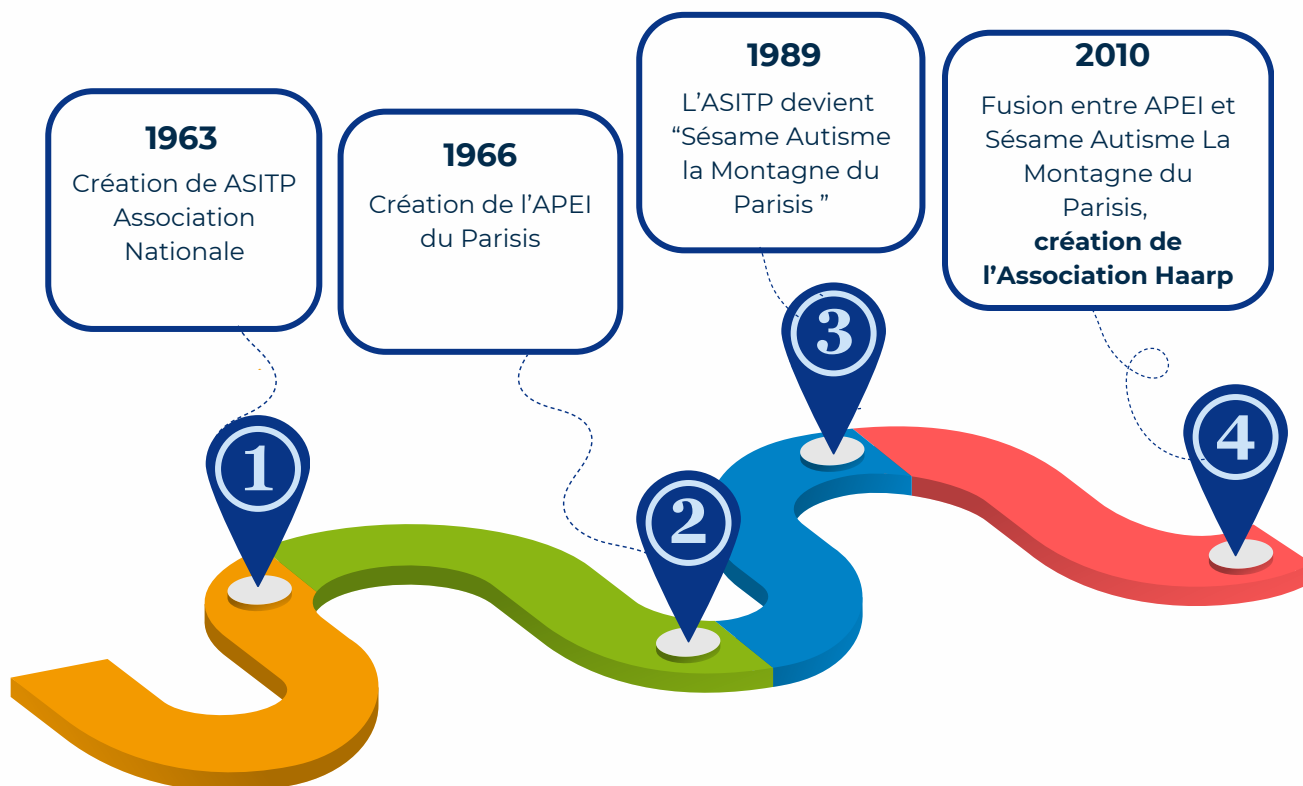 1963
Création de ASITP
Association
Nationale
1966
Création de l’APEI
du Parisis
1989
L’ASITP devient
“Sésame Autisme
la Montagne du
Parisis ”
2010
Fusion entre APEI et
Sésame Autisme La
Montagne du
Parisis,
création de
l’Association Haarp
1
2
3
4